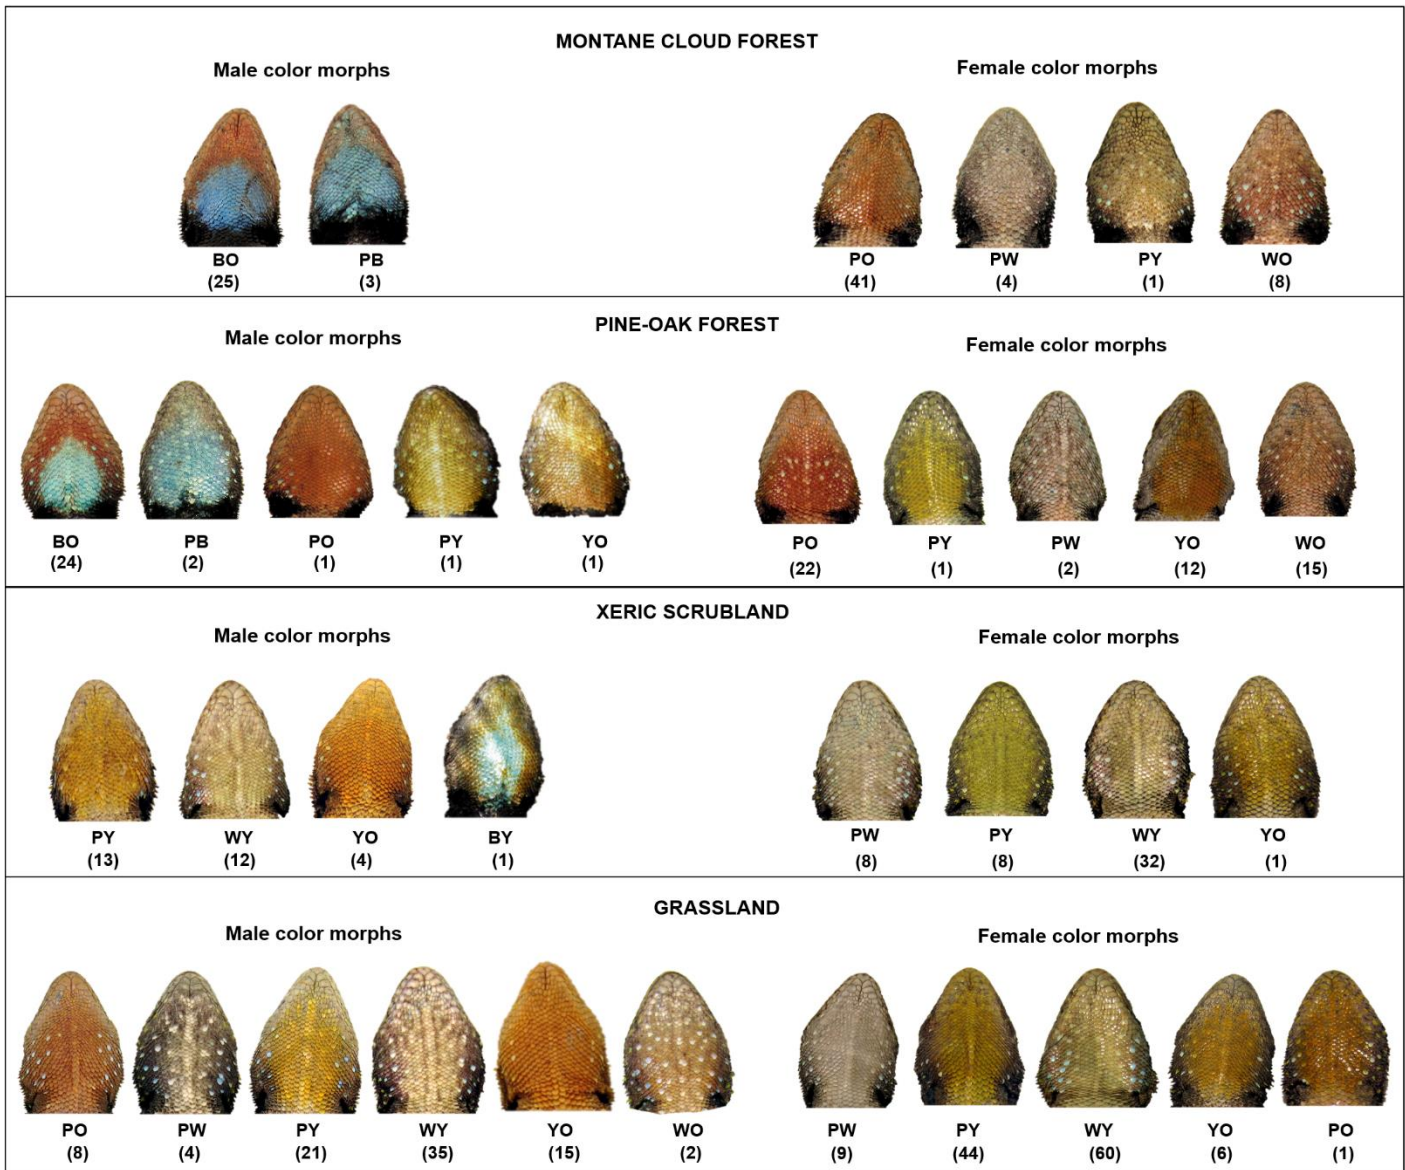 MONTANE CLOUD FOREST
Male color morphs
Female color morphs
BO
(25)
PB
(3)
PO
(41)
PW
(4)
PY
(1)
WO
(8)
PINE-OAK FOREST
Male color morphs
Female color morphs
BO
(24)
PB
(2)
PO
(1)
PY
(1)
YO
(1)
PO
(22)
PY
(1)
PW
(2)
YO
(12)
WO
(15)
XERIC SCRUBLAND
Male color morphs
Female color morphs
PY
(13)
WY
(12)
YO
(4)
BY
(1)
PW
(8)
PY
(8)
WY
(32)
YO
(1)
GRASSLAND
Male color morphs
Female color morphs
PO
(8)
PW
(4)
PY
(21)
WY
(35)
YO
(15)
WO
(2)
PW
(9)
PY
(44)
WY
(60)
YO
(6)
PO
(1)